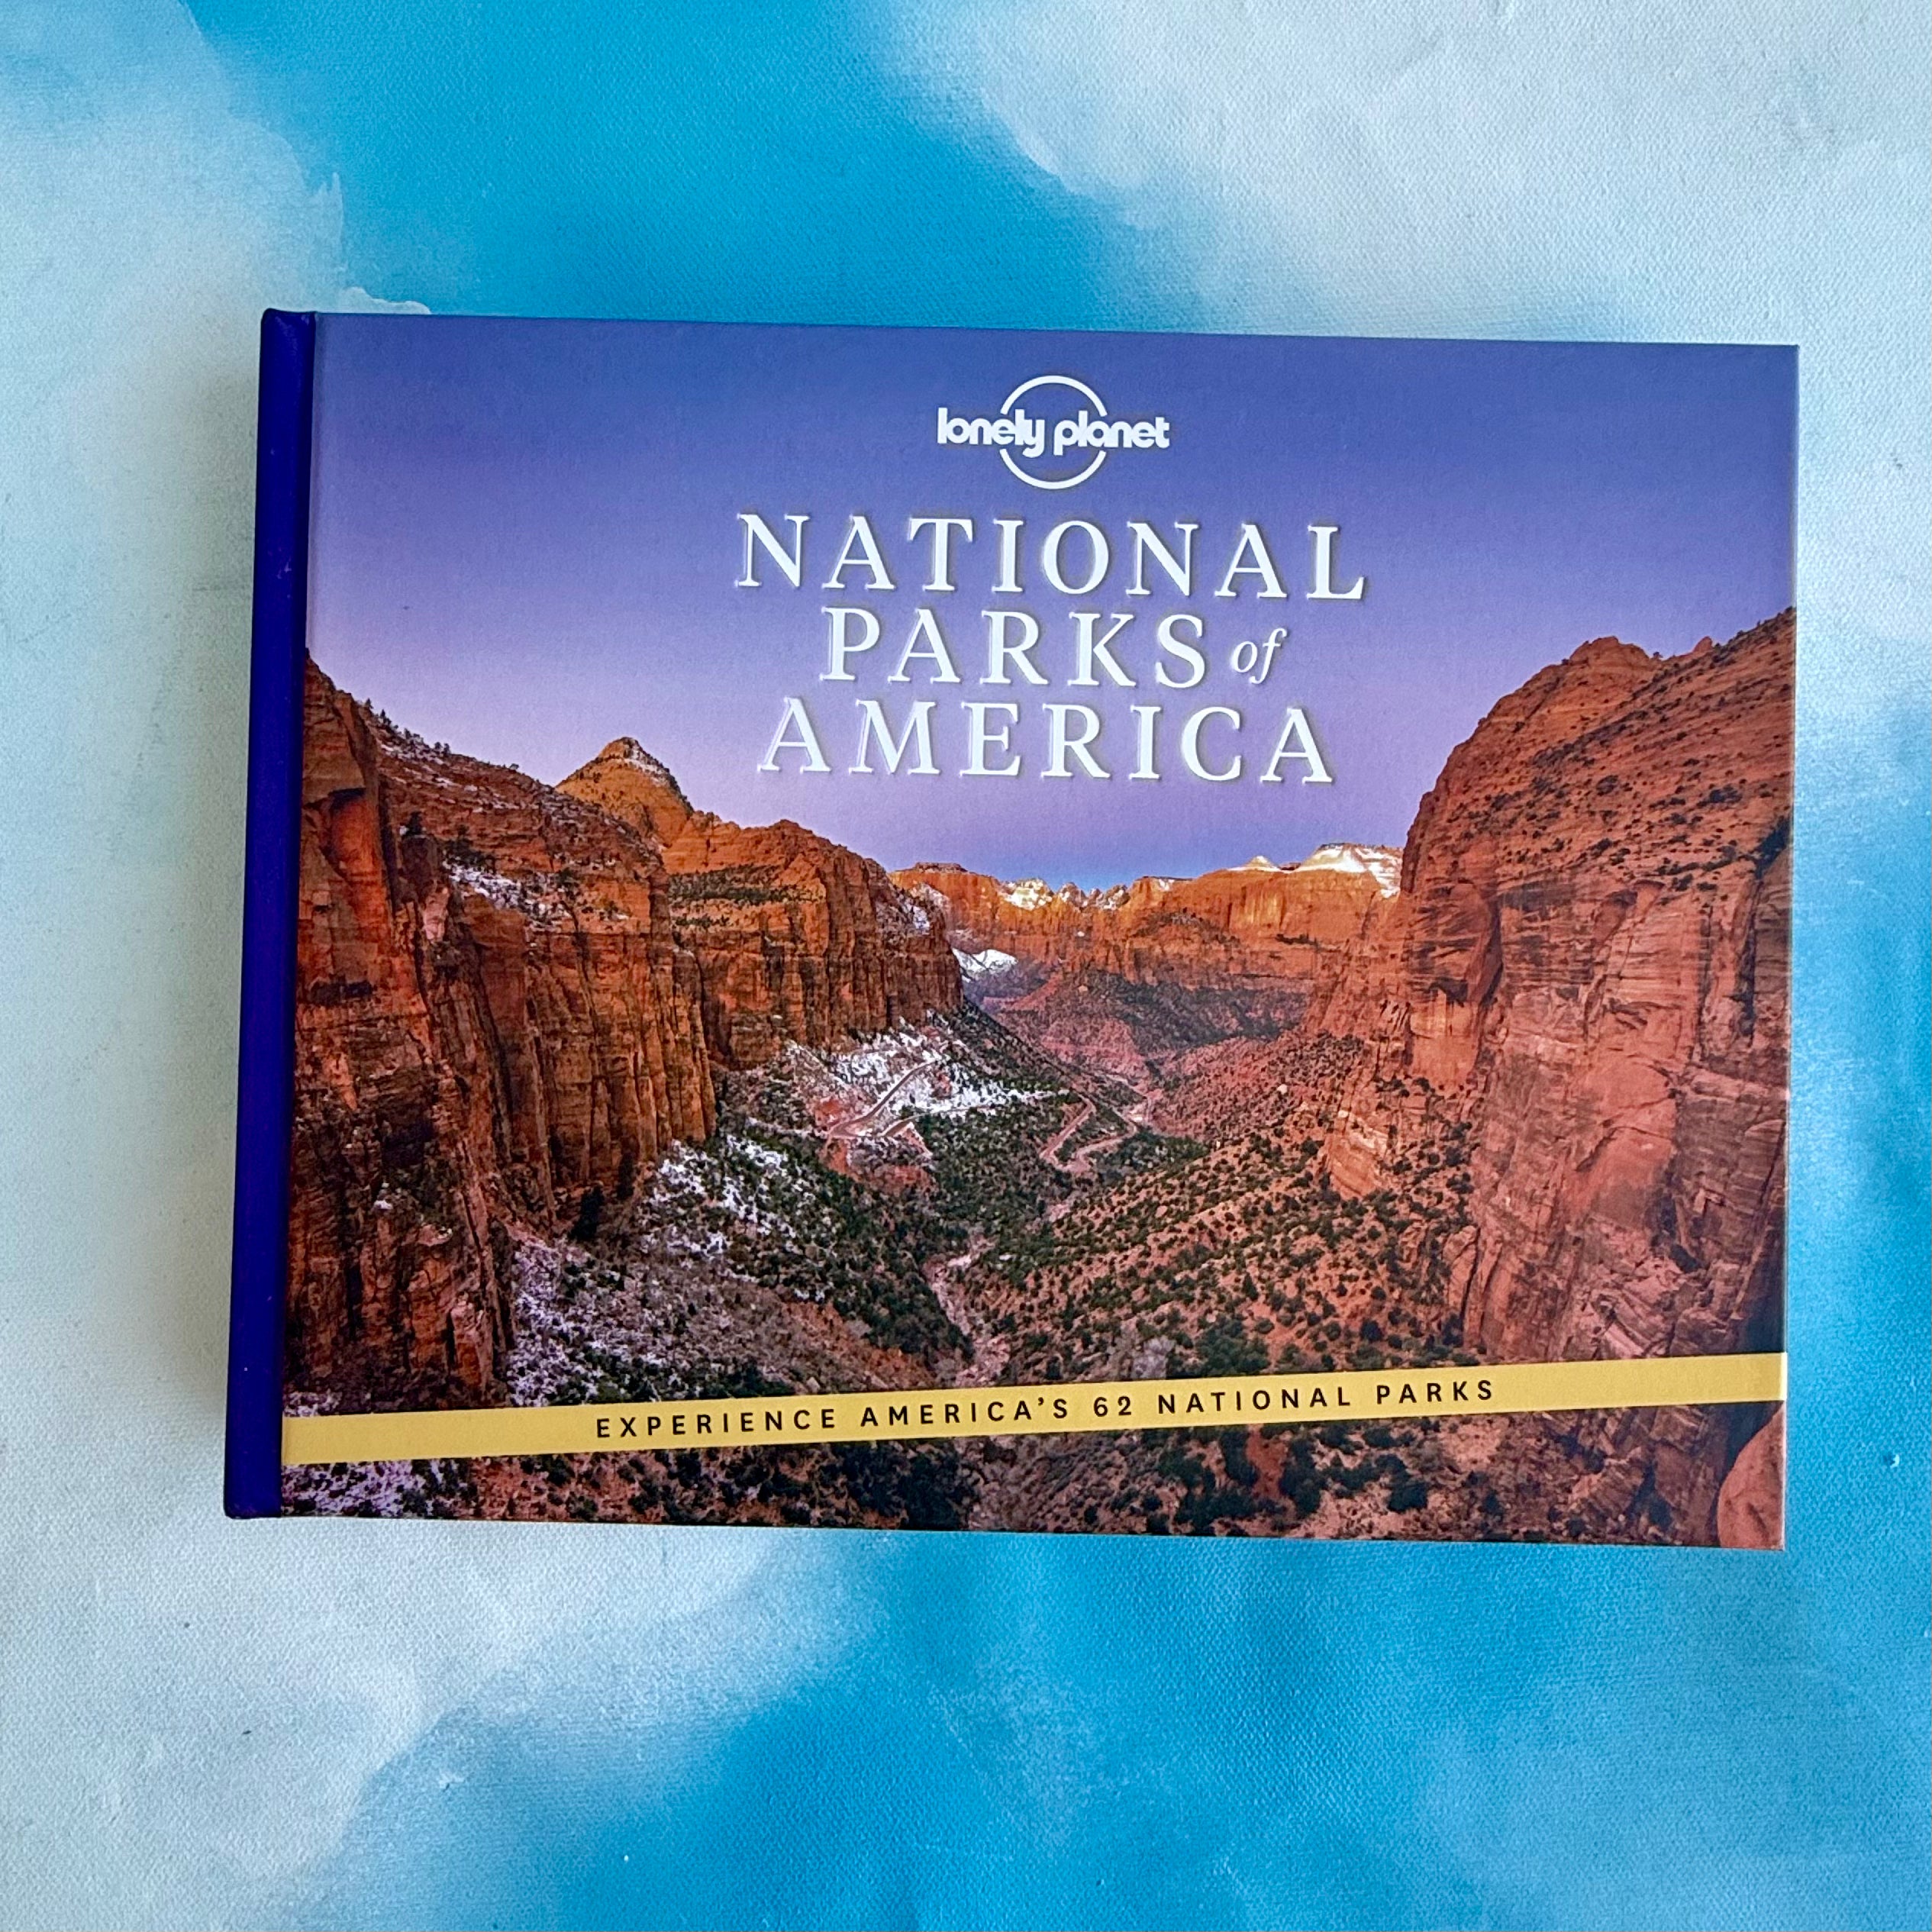 lonely planet
NATIONAL
PARKS of
AMERICA
EXPERIENCE AMERICA’S 62 NATIONAL PARKS